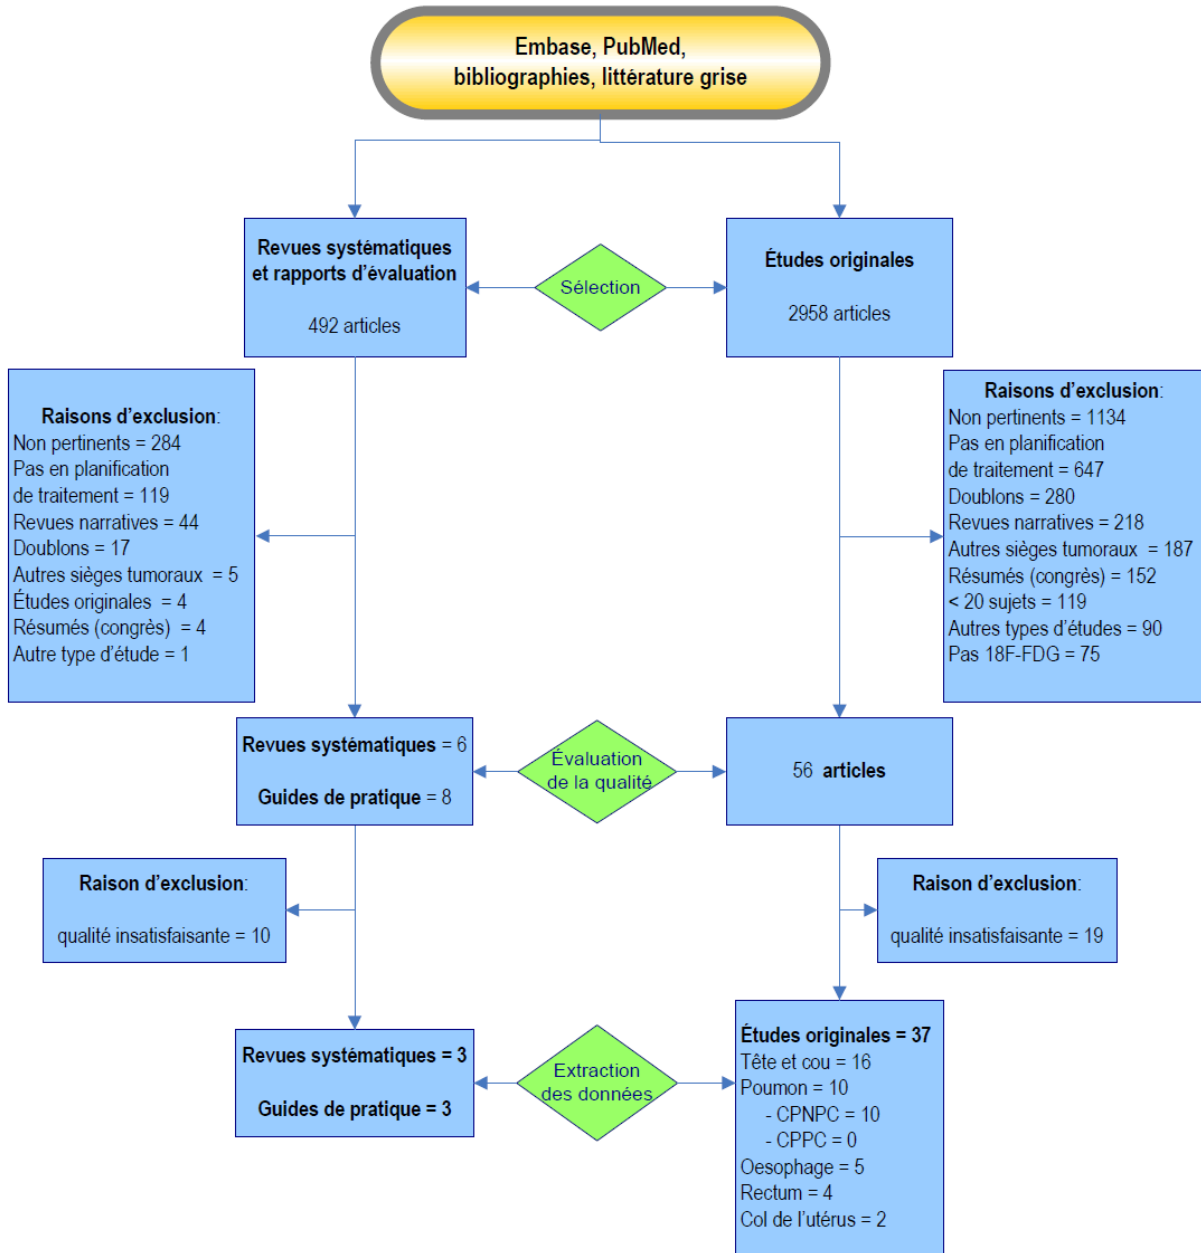 Embase, PubMed,
bibliographies, littérature grise
Revues systématiques
et rapports d'évaluation
492 articles
Sélection
Études originales
2958 articles
Raisons d'exclusion:
Non pertinents = 284
Pas en planification
de traitement = 119
Revues narratives = 44
Doublons = 17
Autres sièges tumoraux = 5
Études originales = 4
Résumés (congrès) = 4
Autre type d'étude = 1
Raisons d'exclusion:
Non pertinents = 1134
Pas en planification
de traitement = 647
Doublons = 280
Revues narratives = 218
Autres sièges tumoraux = 187
Résumés (congrès) = 152
< 20 sujets = 119
Autres types d'études = 90
Pas 18F-FDG = 75
Revues systématiques = 6
Guides de pratique = 8
Évaluation
de la qualité
56 articles
Raison d'exclusion:
qualité insatisfaisante = 10
Raison d'exclusion:
qualité insatisfaisante = 19
Revues systématiques = 3
Guides de pratique = 3
Extraction
des données
Études originales = 37
Tête et cou = 16
Poumon = 10
- CPNPC = 10
- CPPC = 0
Oesophage = 5
Rectum = 4
Col de l'utérus = 2